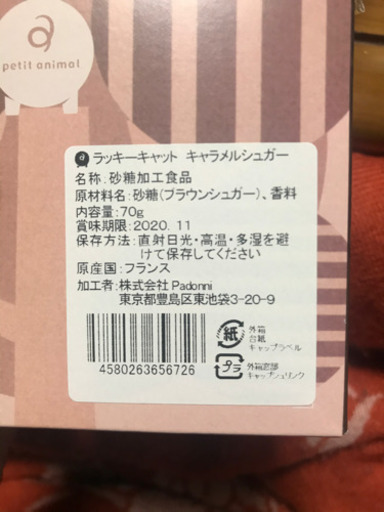 petit animal
ラッキーキャット キャラメルシュガー
名称:砂糖加工食品
原材料名:砂糖(ブラウンシュガー)、香料
内容量:70g
賞味期限:2020. 11
保存方法:直射日光・高温・多湿を避
けて保存してください
原産国:フランス
加工者:株式会社 Padonni
東京都豊島区東池袋3-20-9
紙
外箱
台紙
キャップラベル
プラ
外箱窓部
キャップシュリンク
4580263656726